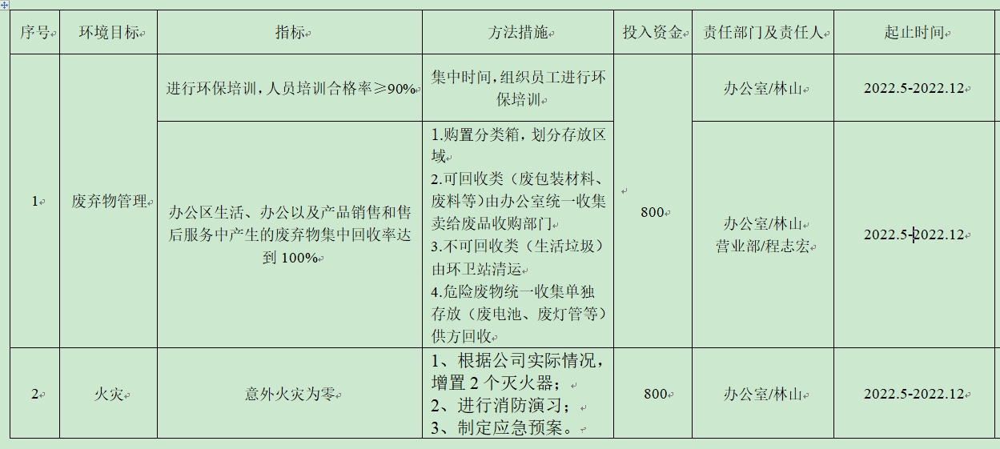 序号 环境目标 指标 方法措施 投入资金 责任部门及责任人 起止时间
1 废弃物管理
进行环保培训，人员培训合格率≥90%
集中时间，组织员工进行环
保培训
800
办公室/林山
2022.5-2022.12
办公区生活、办公以及产品销售和售
后服务中产生的废弃物集中回收率达
到 100%
1.购置分类箱，划分存放区
域
2.可回收类（废包装材料、
废料等)由办公室统一收集
卖给废品收购部门
3.不可回收类（生活垃圾）
由环卫站清运
4.危险废物统一收集单独
存放（废电池、废灯管等）
供方回收
办公室/林山
营业部/程志宏
2022.5-2022.12
2 火灾 意外火灾为零
1、根据公司实际情况，
增置 2 个灭火器；
2、进行消防演习；
3、制定应急预案。
800 办公室/林山 2022.5-2022.12